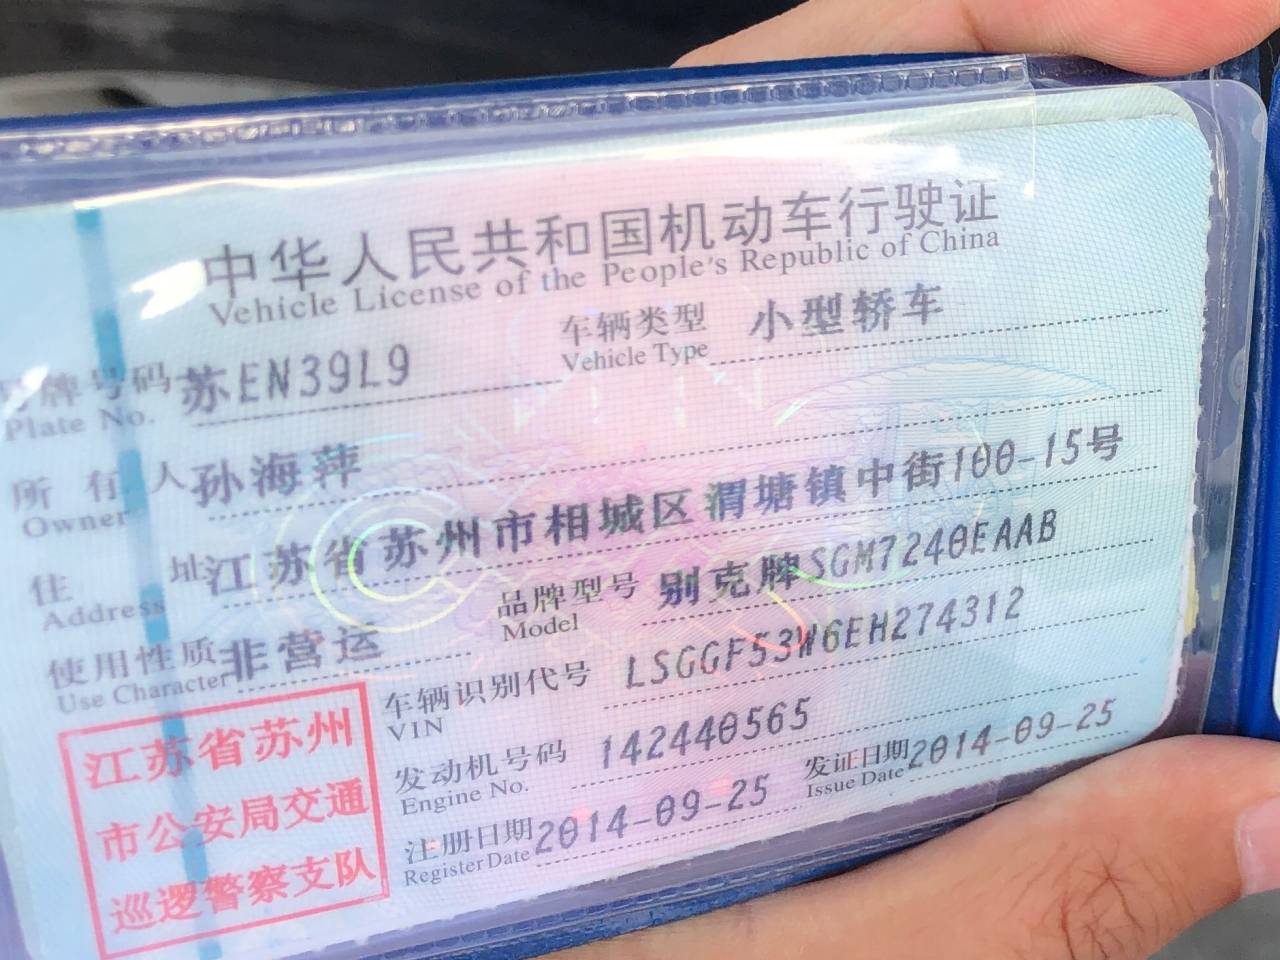 中华人民共和国机动车行驶证
Vehicle License of the People's Republic of China
号牌号码 苏EN39L9 车辆类型 小型轿车
Plate No. Vehicle Type
所有人 孙海萍
Owner
住址 江苏省苏州市相城区渭塘镇中街100-15号
Address
使用性质 非营运 品牌型号 别克牌SGM7240EAAB
Use Character Model
车辆识别代号 LSGGF53W6EH274312
VIN
发动机号码 142440565
Engine No.
注册日期 2014-09-25 发证日期 2014-09-25
Register Date Issue Date
江苏省苏州
市公安局交通
巡逻警察支队